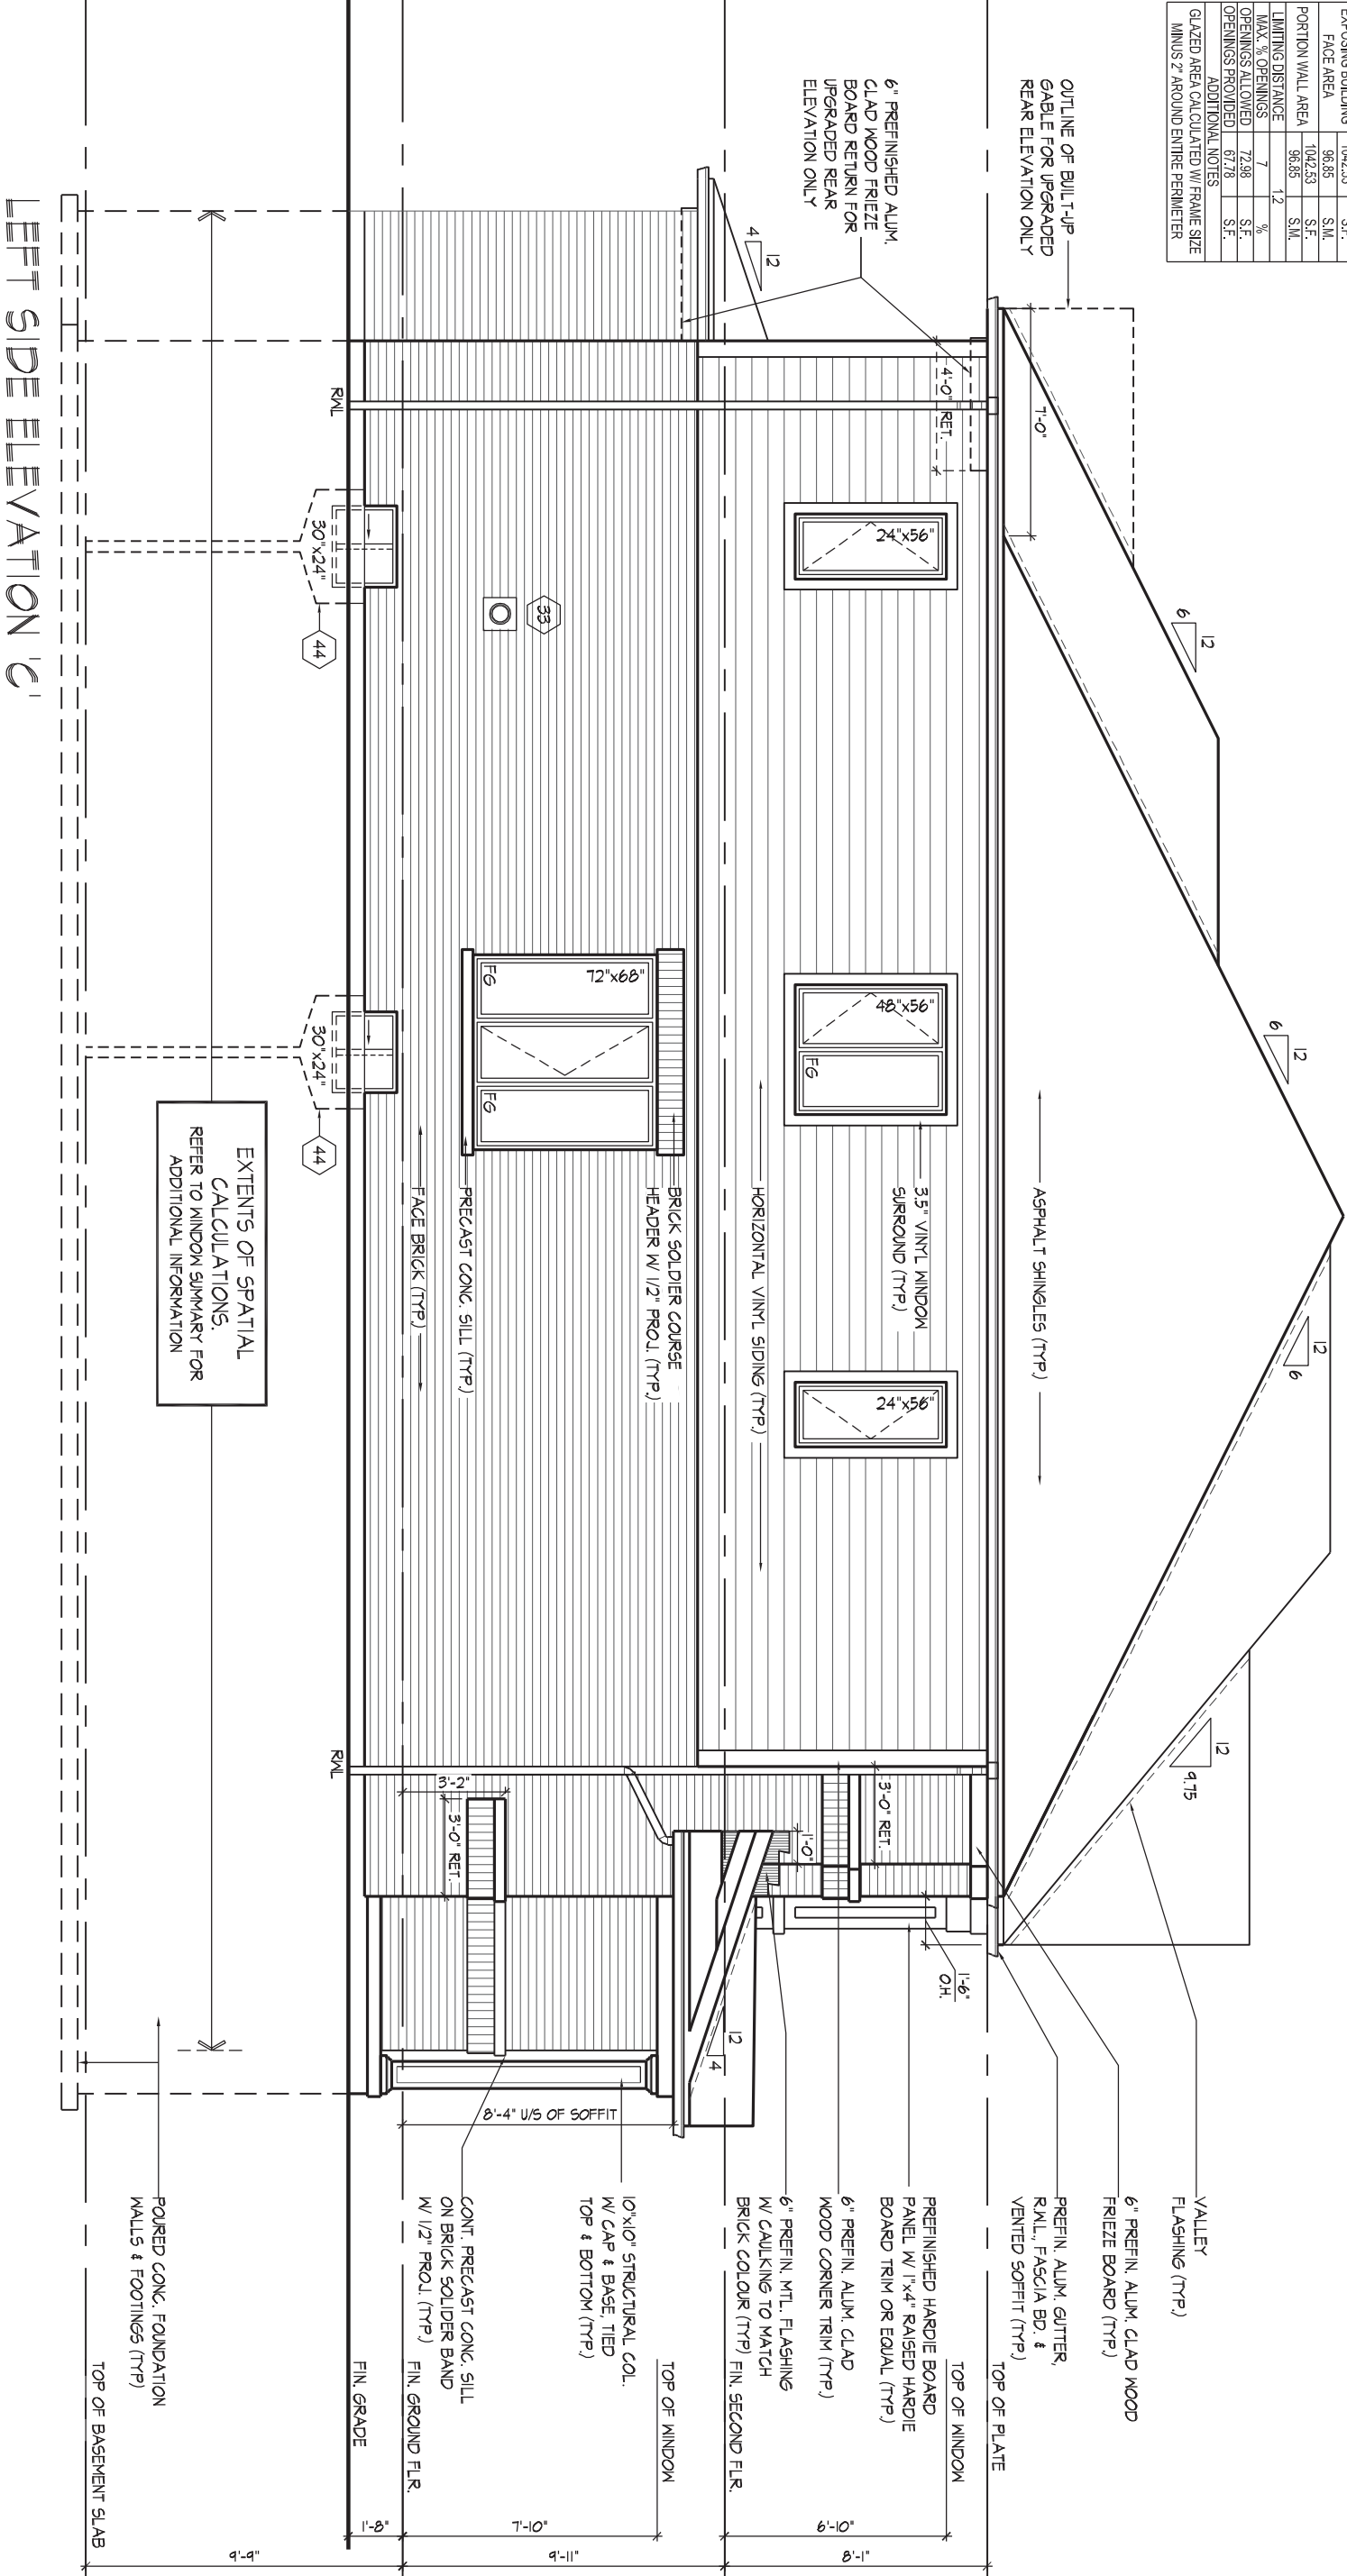 EXPOSING BUILDING 1042.53 S.F.
FACE AREA 96.85 S.M.
PORTION WALL AREA 1042.53 S.F.
96.85 S.M.
LIMITING DISTANCE 1.2
MAX. % OPENINGS 7 %
OPENINGS ALLOWED 72.98 S.F.
OPENINGS PROVIDED 67.78 S.F.
ADDITIONAL NOTES
GLAZED AREA CALCULATED W/ FRAME SIZE
MINUS 2" AROUND ENTIRE PERIMETER
OUTLINE OF BUILT-UP
GABLE FOR UPGRADED
REAR ELEVATION ONLY
6" PREFINISHED ALUM.
CLAD WOOD FRIEZE
BOARD RETURN FOR
UPGRADED REAR
ELEVATION ONLY
7'-0"
4'-0" RET.
12
4
12
6
12
6
12
6
12
9.75
ASPHALT SHINGLES (TYP.)
24"x56"
48"x56"
FG
24"x56"
3.5" VINYL WINDOW
SURROUND (TYP.)
HORIZONTAL VINYL SIDING (TYP.)
72"x68"
FG
FG
BRICK SOLDIER COURSE
HEADER W/ 1/2" PROJ. (TYP.)
PRECAST CONC. SILL (TYP.)
FACE BRICK (TYP.)
33
RWL
RWL
30"x24"
44
30"x24"
44
3'-0" RET.
1'-0"
1'-6"
O.H.
12
4
3'-2"
3'-0" RET.
8'-4" U/S OF SOFFIT
VALLEY
FLASHING (TYP.)
6" PREFIN. ALUM. CLAD WOOD
FRIEZE BOARD (TYP.)
PREFIN. ALUM. GUTTER,
R.W.L., FASCIA BD. &
VENTED SOFFIT (TYP.)
PREFINISHED HARDIE BOARD
PANEL W/ 1"x4" RAISED HARDIE
BOARD TRIM OR EQUAL (TYP.)
6" PREFIN. ALUM. CLAD
WOOD CORNER TRIM (TYP.)
6" PREFIN. MTL. FLASHING
W/ CAULKING TO MATCH
BRICK COLOUR (TYP)
10"x10" STRUCTURAL COL.
W/ CAP & BASE, TIED
TOP & BOTTOM (TYP.)
CONT. PRECAST CONC. SILL
ON BRICK SOLIDER BAND
W/ 1/2" PROJ. (TYP.)
POURED CONC. FOUNDATION
WALLS & FOOTINGS (TYP)
TOP OF PLATE
TOP OF WINDOW
FIN. SECOND FLR.
TOP OF WINDOW
FIN. GROUND FLR.
FIN. GRADE
TOP OF BASEMENT SLAB
6'-10"
8'-1"
7'-10"
9'-11"
1'-8"
9'-9"
EXTENTS OF SPATIAL
CALCULATIONS.
REFER TO WINDOW SUMMARY FOR
ADDITIONAL INFORMATION
LEFT SIDE ELEVATION 'C'